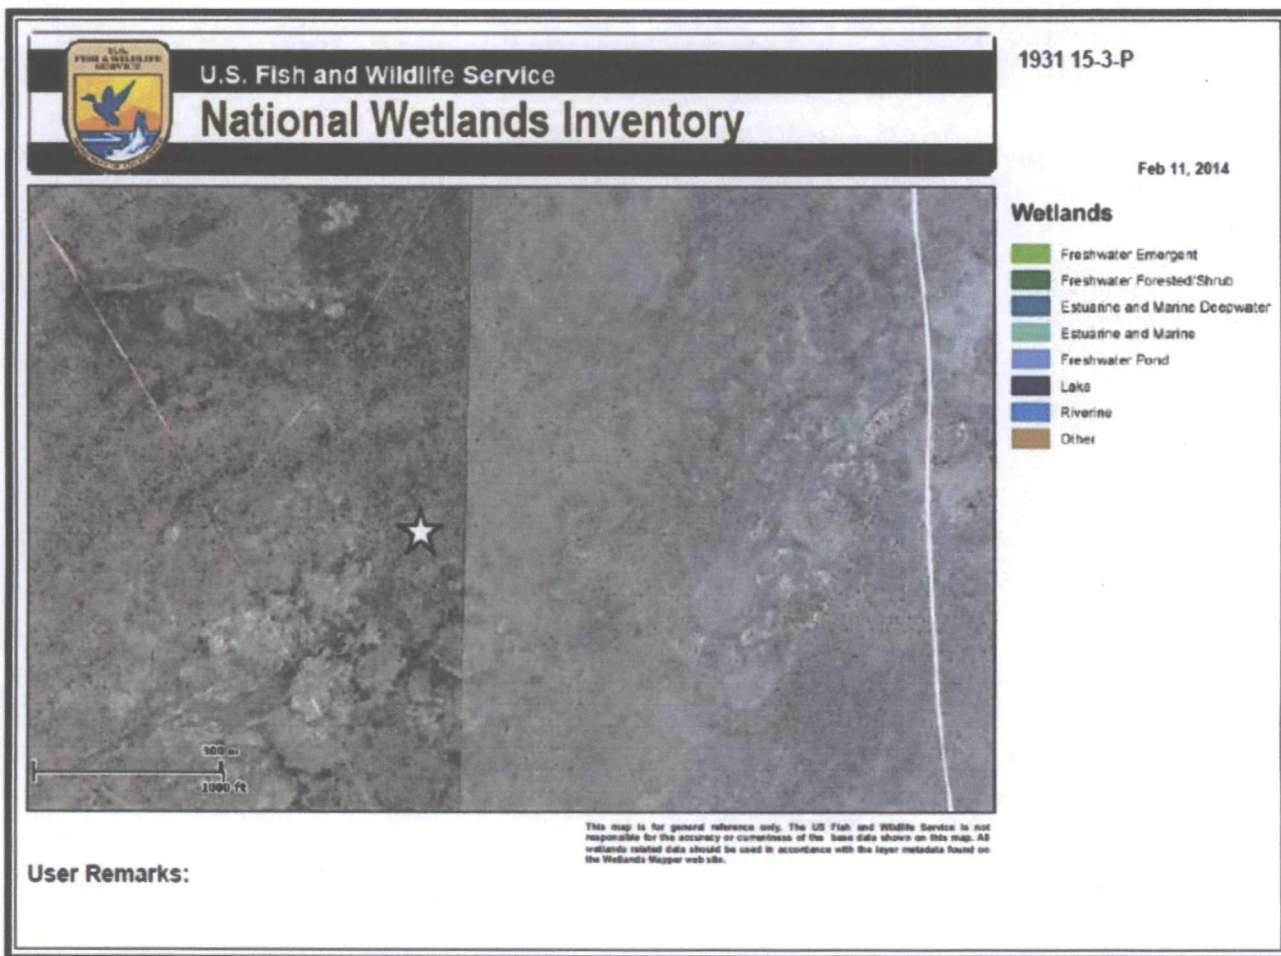 U.S.
FISH & WILDLIFE
SERVICE
U.S. Fish and Wildlife Service
National Wetlands Inventory
1931 15-3-P
Feb 11, 2014
Wetlands
Freshwater Emergent
Freshwater Forested/Shrub
Estuarine and Marine Deepwater
Estuarine and Marine
Freshwater Pond
Lake
Riverine
Other
300 m
1000 ft
This map is for general reference only. The US Fish and Wildlife Service is not
responsible for the accuracy or currentness of the base data shown on this map. All
wetlands related data should be used in accordance with the layer metadata found on
the Wetlands Mapper web site.
User Remarks: